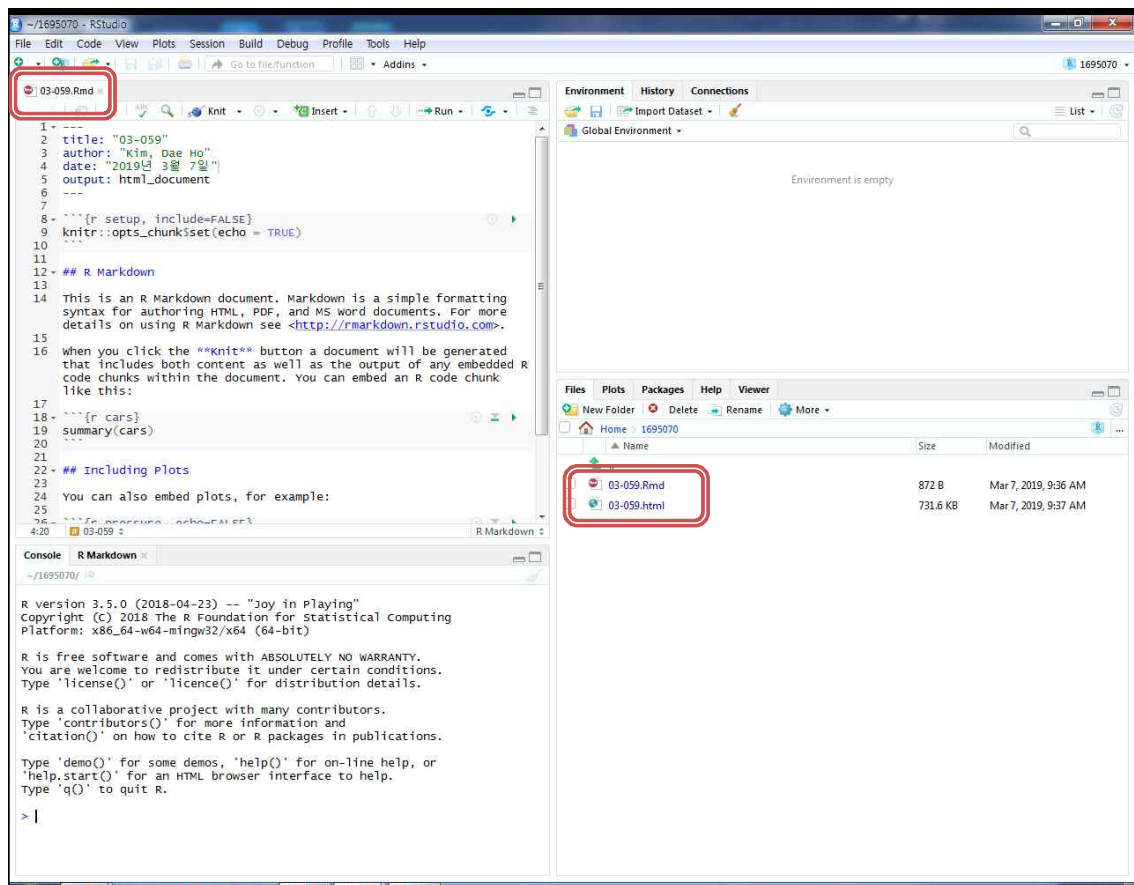 ~/1695070 - RStudio
File Edit Code View Plots Session Build Debug Profile Tools Help
Go to file/function Addins
1695070
03-059.Rmd
ABC Knit Insert Run
1 ---
2 title: "03-059"
3 author: "Kim, Dae Ho"
4 date: "2019년 3월 7일"
5 output: html_document
6 ---
7
8 ```{r setup, include=FALSE}
9 knitr::opts_chunk$set(echo = TRUE)
10 ```
11
12 ## R Markdown
13
14 This is an R Markdown document. Markdown is a simple formatting
syntax for authoring HTML, PDF, and MS Word documents. For more
details on using R Markdown see <http://rmarkdown.rstudio.com>.
15
16 When you click the **Knit** button a document will be generated
that includes both content as well as the output of any embedded R
code chunks within the document. You can embed an R code chunk
like this:
17
18 ```{r cars}
19 summary(cars)
20 ```
21
22 ## Including Plots
23
24 You can also embed plots, for example:
25
26 ```{r pressure, echo=FALSE}
4:20 03-059 R Markdown
Console R Markdown
~/1695070/
R version 3.5.0 (2018-04-23) -- "Joy in Playing"
Copyright (C) 2018 The R Foundation for Statistical Computing
Platform: x86_64-w64-mingw32/x64 (64-bit)
R is free software and comes with ABSOLUTELY NO WARRANTY.
You are welcome to redistribute it under certain conditions.
Type 'license()' or 'licence()' for distribution details.
R is a collaborative project with many contributors.
Type 'contributors()' for more information and
'citation()' on how to cite R or R packages in publications.
Type 'demo()' for some demos, 'help()' for on-line help, or
'help.start()' for an HTML browser interface to help.
Type 'q()' to quit R.
>
Environment History Connections
Import Dataset List
Global Environment
Environment is empty
Files Plots Packages Help Viewer
New Folder Delete Rename More
Home 1695070 ...
Name Size Modified
..
03-059.Rmd 872 B Mar 7, 2019, 9:36 AM
03-059.html 731.6 KB Mar 7, 2019, 9:37 AM